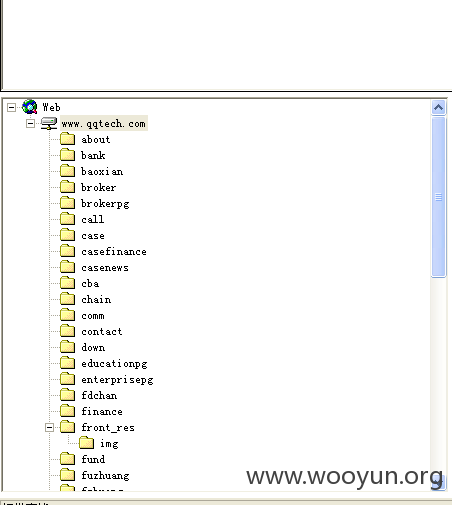 Web
www.qqtech.com
about
bank
baoxian
broker
brokerpg
call
case
casefinance
casenews
cba
chain
comm
contact
down
educationpg
enterprisepg
fdchan
finance
front_res
img
fund
fuzhuang
www.wooyun.org